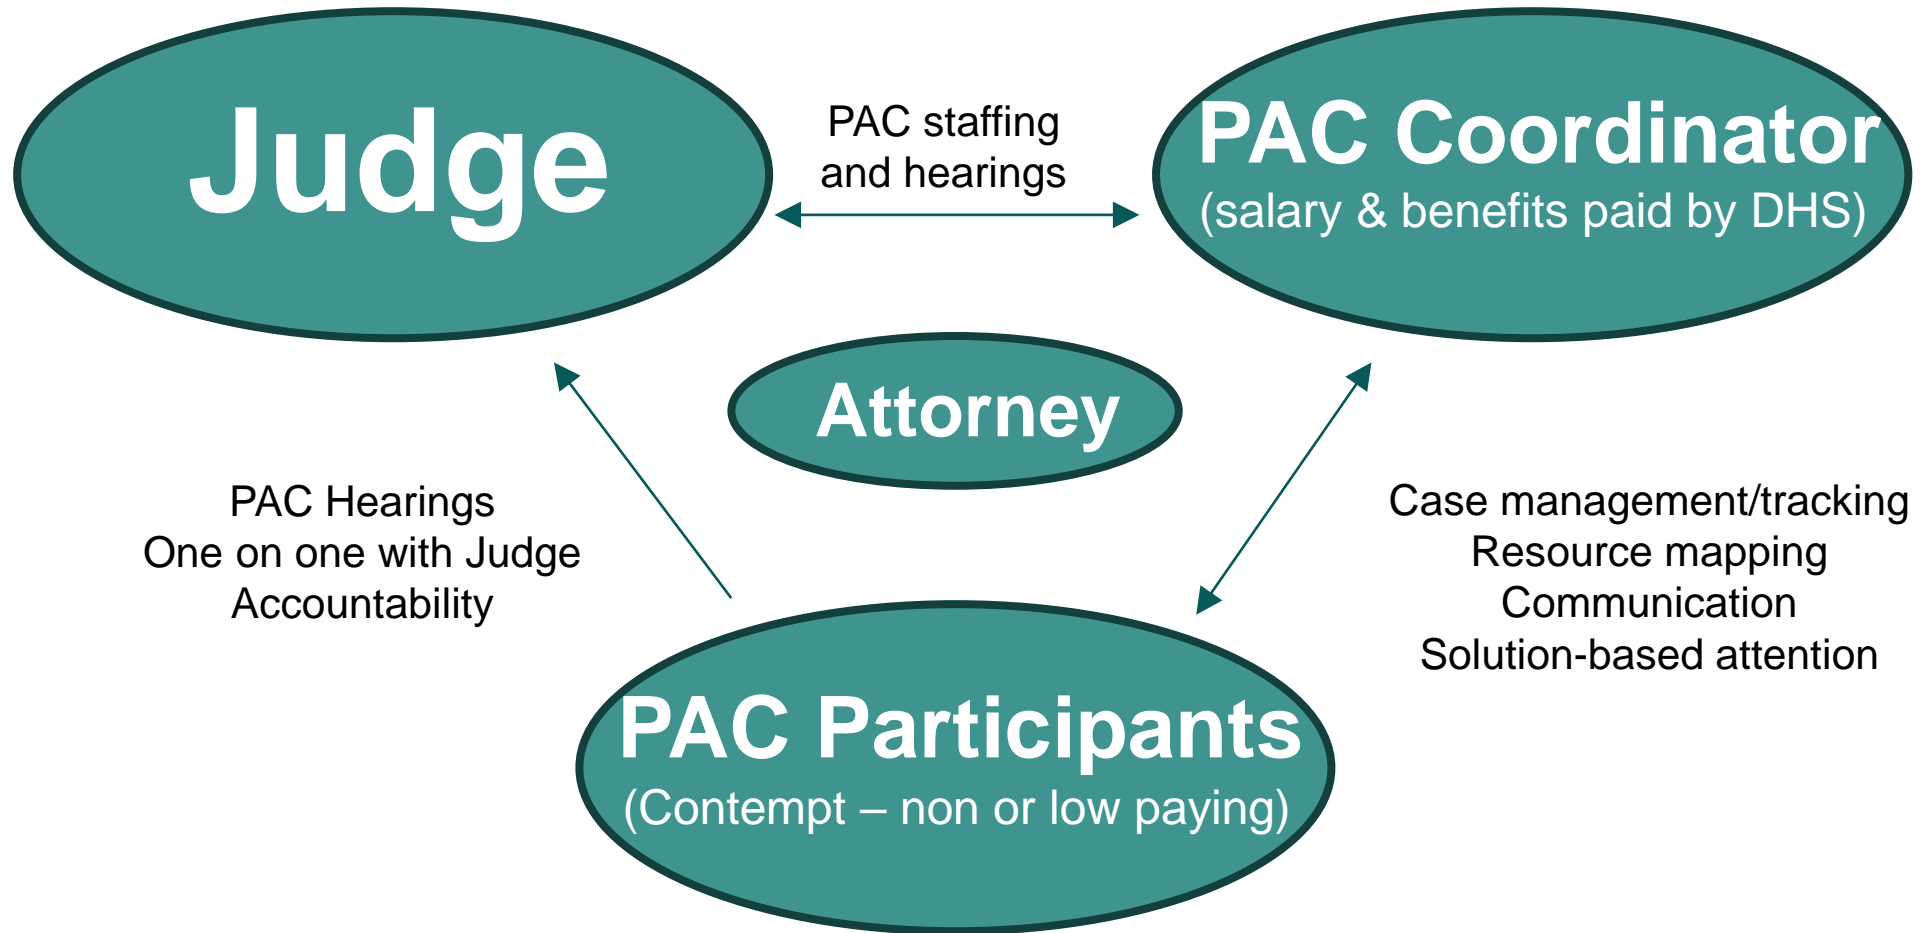 Judge
PAC staffing
and hearings
PAC Coordinator
(salary & benefits paid by DHS)
Attorney
PAC Hearings
One on one with Judge
Accountability
Case management/tracking
Resource mapping
Communication
Solution-based attention
PAC Participants
(Contempt – non or low paying)